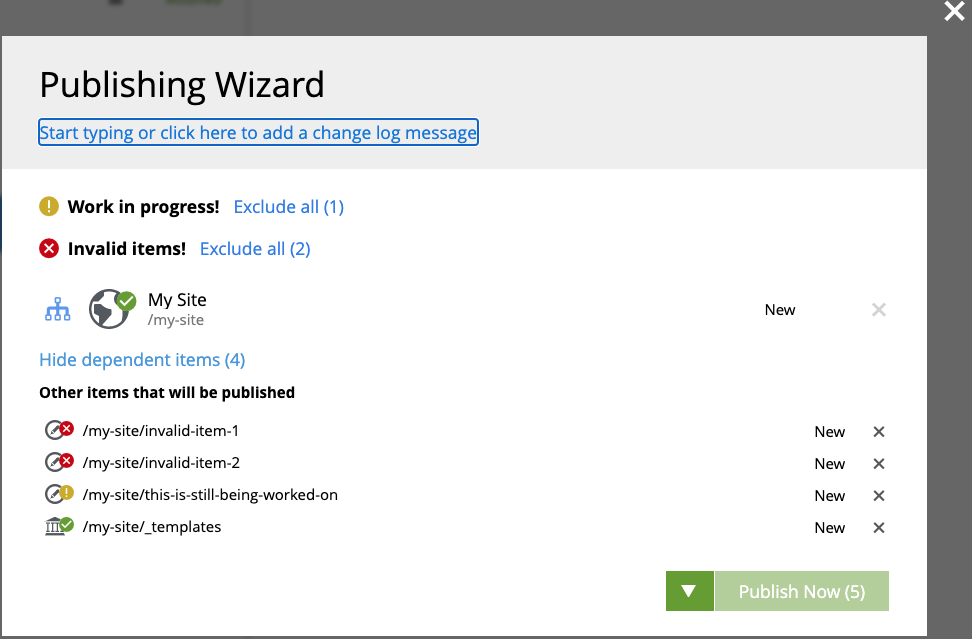 Publishing Wizard
Start typing or click here to add a change log message
Work in progress! Exclude all (1)
Invalid items! Exclude all (2)
My Site
/my-site
New
Hide dependent items (4)
Other items that will be published
/my-site/invalid-item-1 New
/my-site/invalid-item-2 New
/my-site/this-is-still-being-worked-on New
/my-site/_templates New
Publish Now (5)